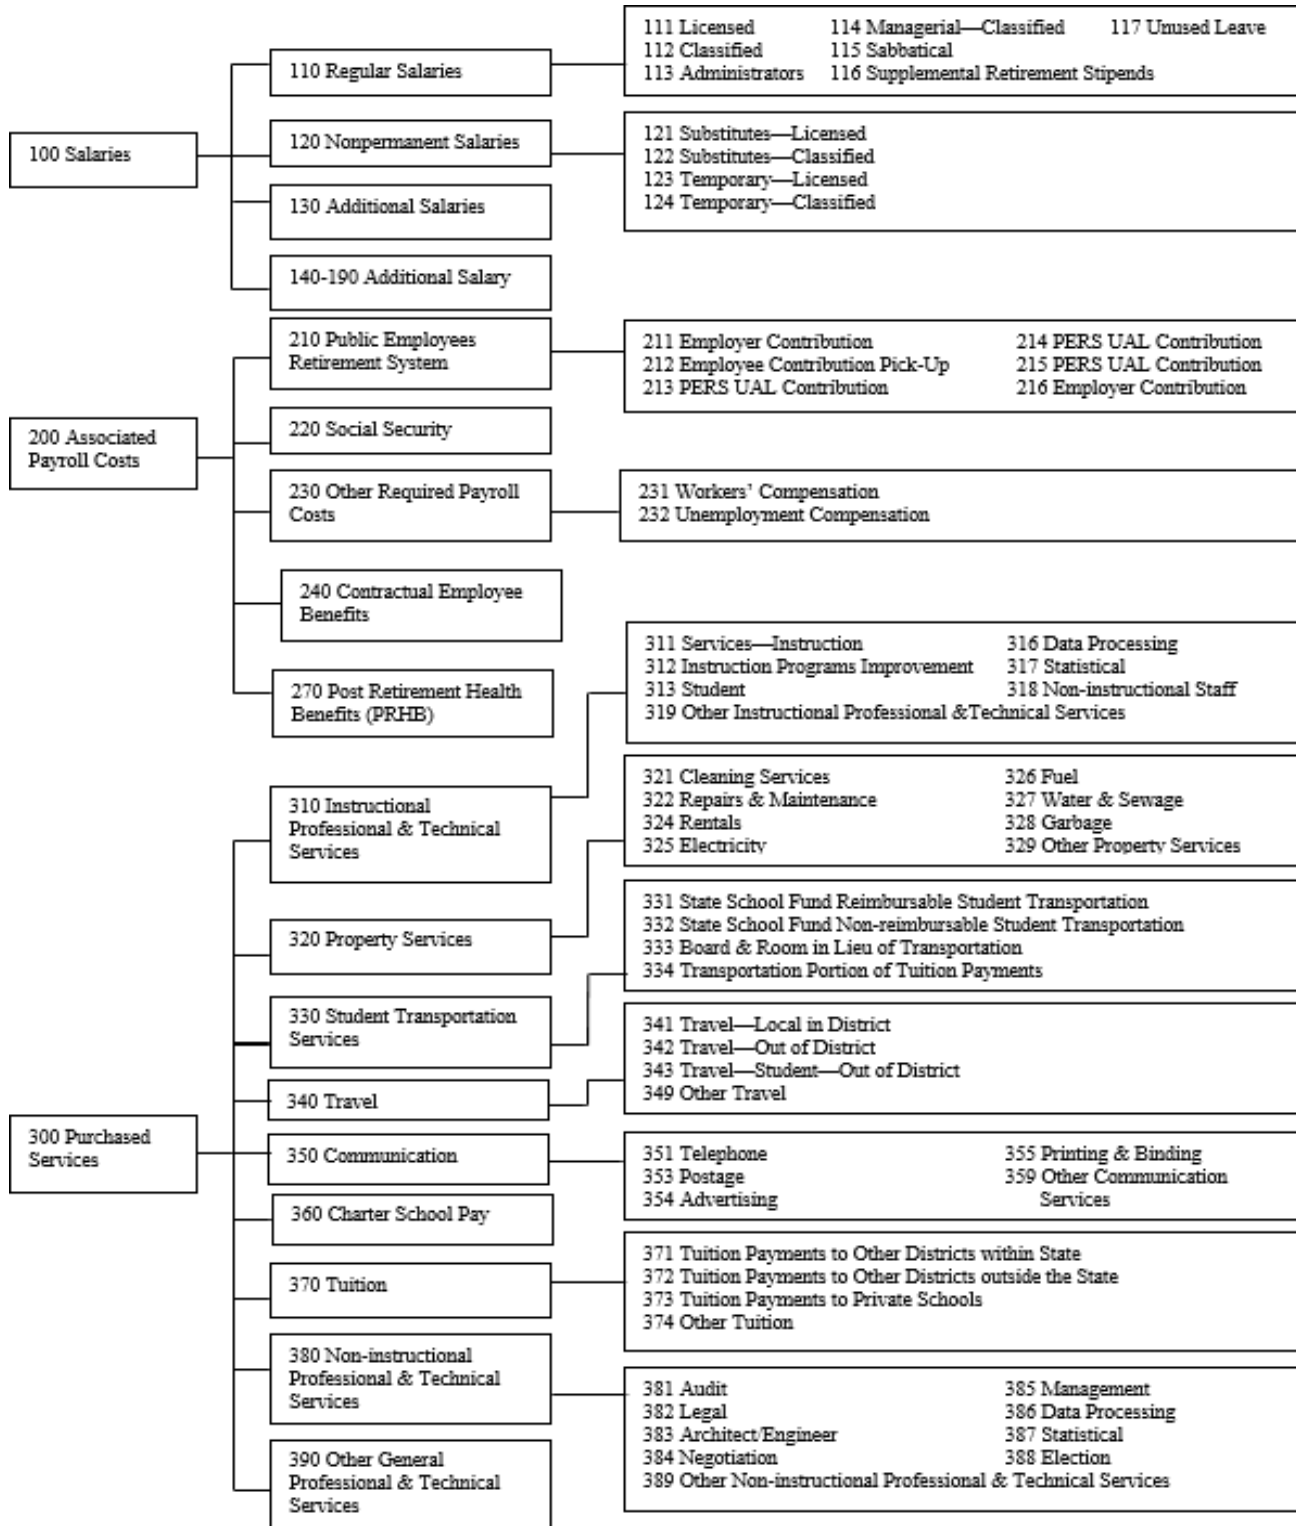 111 Licensed 114 Managerial—Classified 117 Unused Leave
112 Classified 115 Sabbatical
113 Administrators 116 Supplemental Retirement Stipends
110 Regular Salaries
100 Salaries
120 Nonpermanent Salaries
121 Substitutes—Licensed
122 Substitutes—Classified
123 Temporary—Licensed
124 Temporary—Classified
130 Additional Salaries
140-190 Additional Salary
210 Public Employees
Retirement System
211 Employer Contribution 214 PERS UAL Contribution
212 Employee Contribution Pick-Up 215 PERS UAL Contribution
213 PERS UAL Contribution 216 Employer Contribution
200 Associated
Payroll Costs
220 Social Security
230 Other Required Payroll
Costs
231 Workers' Compensation
232 Unemployment Compensation
240 Contractual Employee
Benefits
270 Post Retirement Health
Benefits (PRHB)
311 Services—Instruction 316 Data Processing
312 Instruction Programs Improvement 317 Statistical
313 Student 318 Non-instructional Staff
319 Other Instructional Professional &Technical Services
310 Instructional
Professional & Technical
Services
321 Cleaning Services 326 Fuel
322 Repairs & Maintenance 327 Water & Sewage
324 Rentals 328 Garbage
325 Electricity 329 Other Property Services
320 Property Services
331 State School Fund Reimbursable Student Transportation
332 State School Fund Non-reimbursable Student Transportation
333 Board & Room in Lieu of Transportation
334 Transportation Portion of Tuition Payments
330 Student Transportation
Services
341 Travel—Local in District
342 Travel—Out of District
343 Travel—Student—Out of District
349 Other Travel
340 Travel
300 Purchased
Services
350 Communication
351 Telephone 355 Printing & Binding
353 Postage 359 Other Communication
354 Advertising Services
360 Charter School Pay
370 Tuition
371 Tuition Payments to Other Districts within State
372 Tuition Payments to Other Districts outside the State
373 Tuition Payments to Private Schools
374 Other Tuition
380 Non-instructional
Professional & Technical
Services
381 Audit 385 Management
382 Legal 386 Data Processing
383 Architect/Engineer 387 Statistical
384 Negotiation 388 Election
389 Other Non-instructional Professional & Technical Services
390 Other General
Professional & Technical
Services